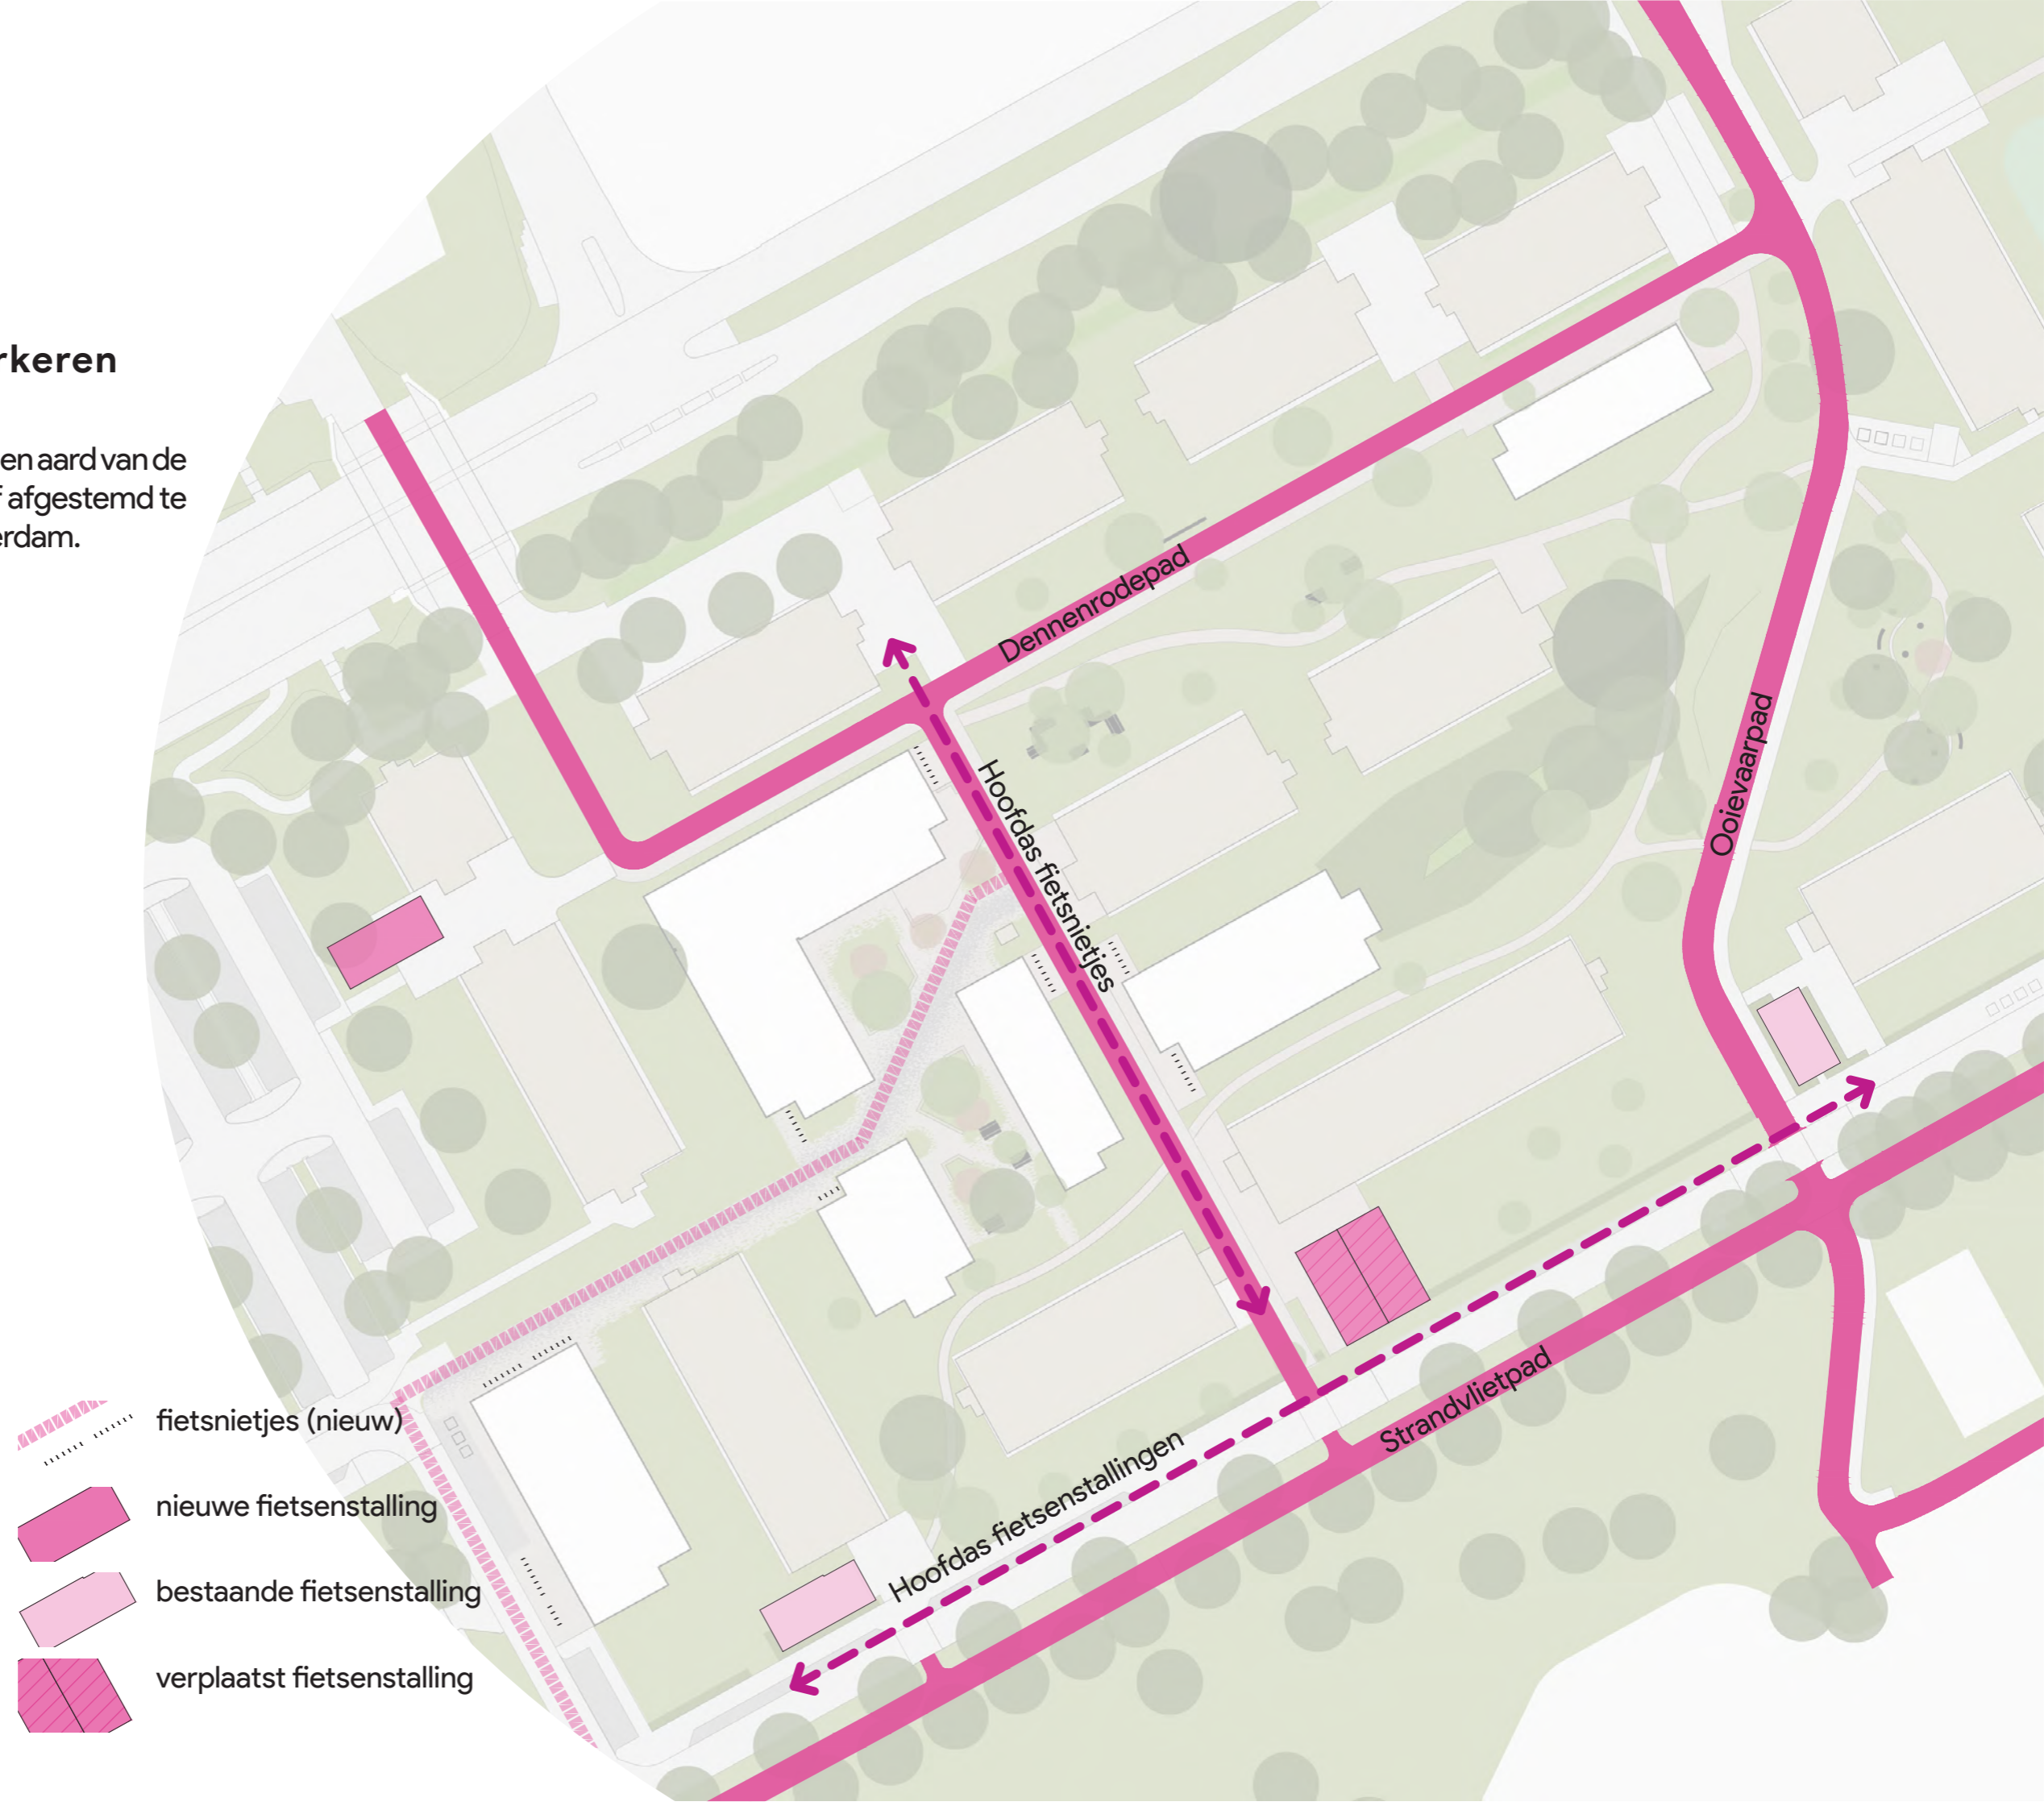 rkeren
en aard van de
f afgestemd te
erdam.
Dennenrodepad
Hoofdas fietsnietjes
Ooievaarpad
Strandvlietpad
Hoofdas fietsenstallingen
fietsnietjes (nieuw)
nieuwe fietsenstalling
bestaande fietsenstalling
verplaatst fietsenstalling